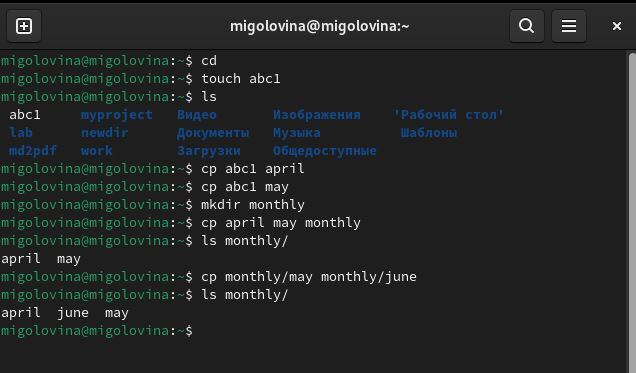 migolovina@migolovina:~
migolovina@migolovina:~$ cd
migolovina@migolovina:~$ touch abc1
migolovina@migolovina:~$ ls
abc1 myproject Видео Изображения 'Рабочий стол'
lab newdir Документы Музыка Шаблоны
md2pdf work Загрузки Общедоступные
migolovina@migolovina:~$ cp abc1 april
migolovina@migolovina:~$ cp abc1 may
migolovina@migolovina:~$ mkdir monthly
migolovina@migolovina:~$ cp april may monthly
migolovina@migolovina:~$ ls monthly/
april may
migolovina@migolovina:~$ cp monthly/may monthly/june
migolovina@migolovina:~$ ls monthly/
april june may
migolovina@migolovina:~$